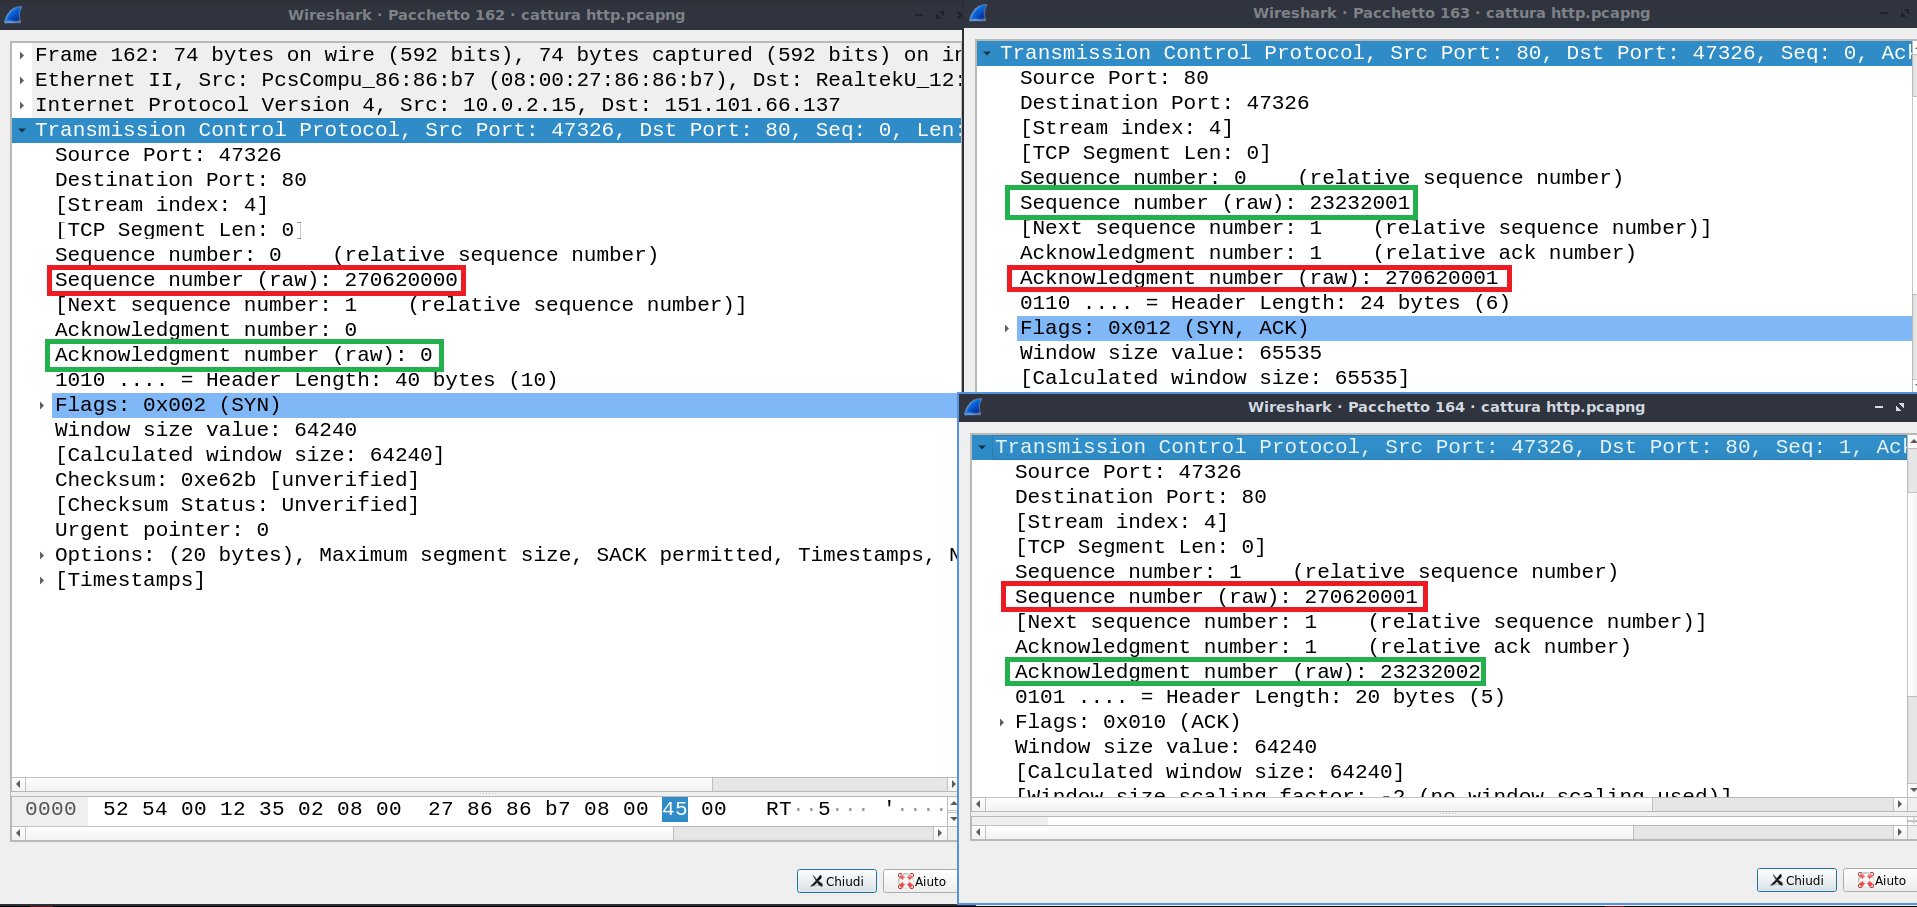 Wireshark · Pacchetto 162 · cattura http.pcapng
Frame 162: 74 bytes on wire (592 bits), 74 bytes captured (592 bits) on in
Ethernet II, Src: PcsCompu_86:86:b7 (08:00:27:86:86:b7), Dst: RealtekU_12:
Internet Protocol Version 4, Src: 10.0.2.15, Dst: 151.101.66.137
Transmission Control Protocol, Src Port: 47326, Dst Port: 80, Seq: 0, Len:
Source Port: 47326
Destination Port: 80
[Stream index: 4]
[TCP Segment Len: 0]
Sequence number: 0    (relative sequence number)
Sequence number (raw): 270620000
[Next sequence number: 1    (relative sequence number)]
Acknowledgment number: 0
Acknowledgment number (raw): 0
1010 .... = Header Length: 40 bytes (10)
Flags: 0x002 (SYN)
Window size value: 64240
[Calculated window size: 64240]
Checksum: 0xe62b [unverified]
[Checksum Status: Unverified]
Urgent pointer: 0
Options: (20 bytes), Maximum segment size, SACK permitted, Timestamps, N
[Timestamps]
0000 52 54 00 12 35 02 08 00 27 86 86 b7 08 00 45 00 RT··5··· '····
Chiudi
Aiuto
Wireshark · Pacchetto 163 · cattura http.pcapng
Transmission Control Protocol, Src Port: 80, Dst Port: 47326, Seq: 0, Ack
Source Port: 80
Destination Port: 47326
[Stream index: 4]
[TCP Segment Len: 0]
Sequence number: 0    (relative sequence number)
Sequence number (raw): 23232001
[Next sequence number: 1    (relative sequence number)]
Acknowledgment number: 1    (relative ack number)
Acknowledgment number (raw): 270620001
0110 .... = Header Length: 24 bytes (6)
Flags: 0x012 (SYN, ACK)
Window size value: 65535
[Calculated window size: 65535]
Wireshark · Pacchetto 164 · cattura http.pcapng
Transmission Control Protocol, Src Port: 47326, Dst Port: 80, Seq: 1, Ack
Source Port: 47326
Destination Port: 80
[Stream index: 4]
[TCP Segment Len: 0]
Sequence number: 1    (relative sequence number)
Sequence number (raw): 270620001
[Next sequence number: 1    (relative sequence number)]
Acknowledgment number: 1    (relative ack number)
Acknowledgment number (raw): 23232002
0101 .... = Header Length: 20 bytes (5)
Flags: 0x010 (ACK)
Window size value: 64240
[Calculated window size: 64240]
[Window size scaling factor: -2 (no window scaling used)]
Chiudi
Aiuto